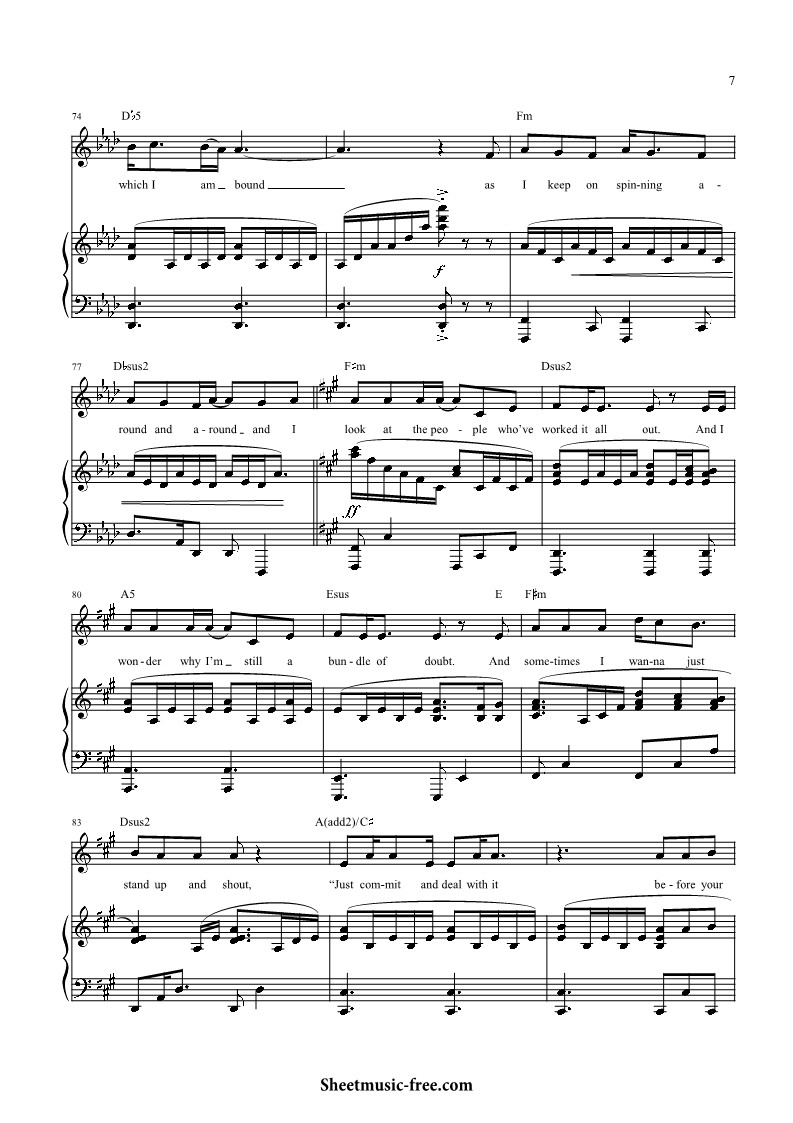 7
74 D♭5 Fm
which I am _ bound ______ as I keep on spin-ning a -
f
77 D♭sus2 F♯m Dsus2
round and a - round _ and I look at the peo - ple who've worked it all out. And I
ff
80 A5 Esus E F♯m
won - der why I'm _ still a bun - dle of doubt. And some-times I wan-na just
83 Dsus2 A(add2)/C♯
stand up and shout, “Just com-mit and deal with it be - fore your
Sheetmusic-free.com